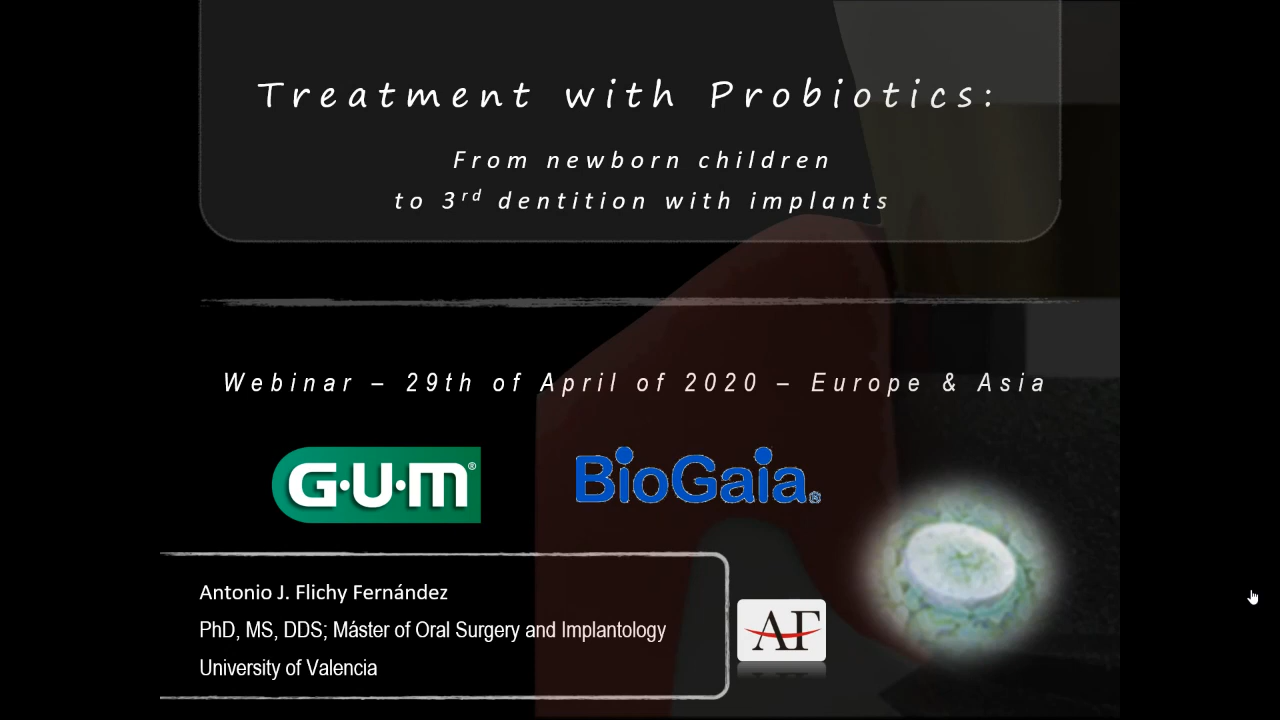 Treatment with Probiotics:
From newborn children
to 3rd dentition with implants
Webinar – 29th of April of 2020 – Europe & Asia
G·U·M®
BioGaia®
Antonio J. Flichy Fernández
PhD, MS, DDS; Máster of Oral Surgery and Implantology
University of Valencia
AF